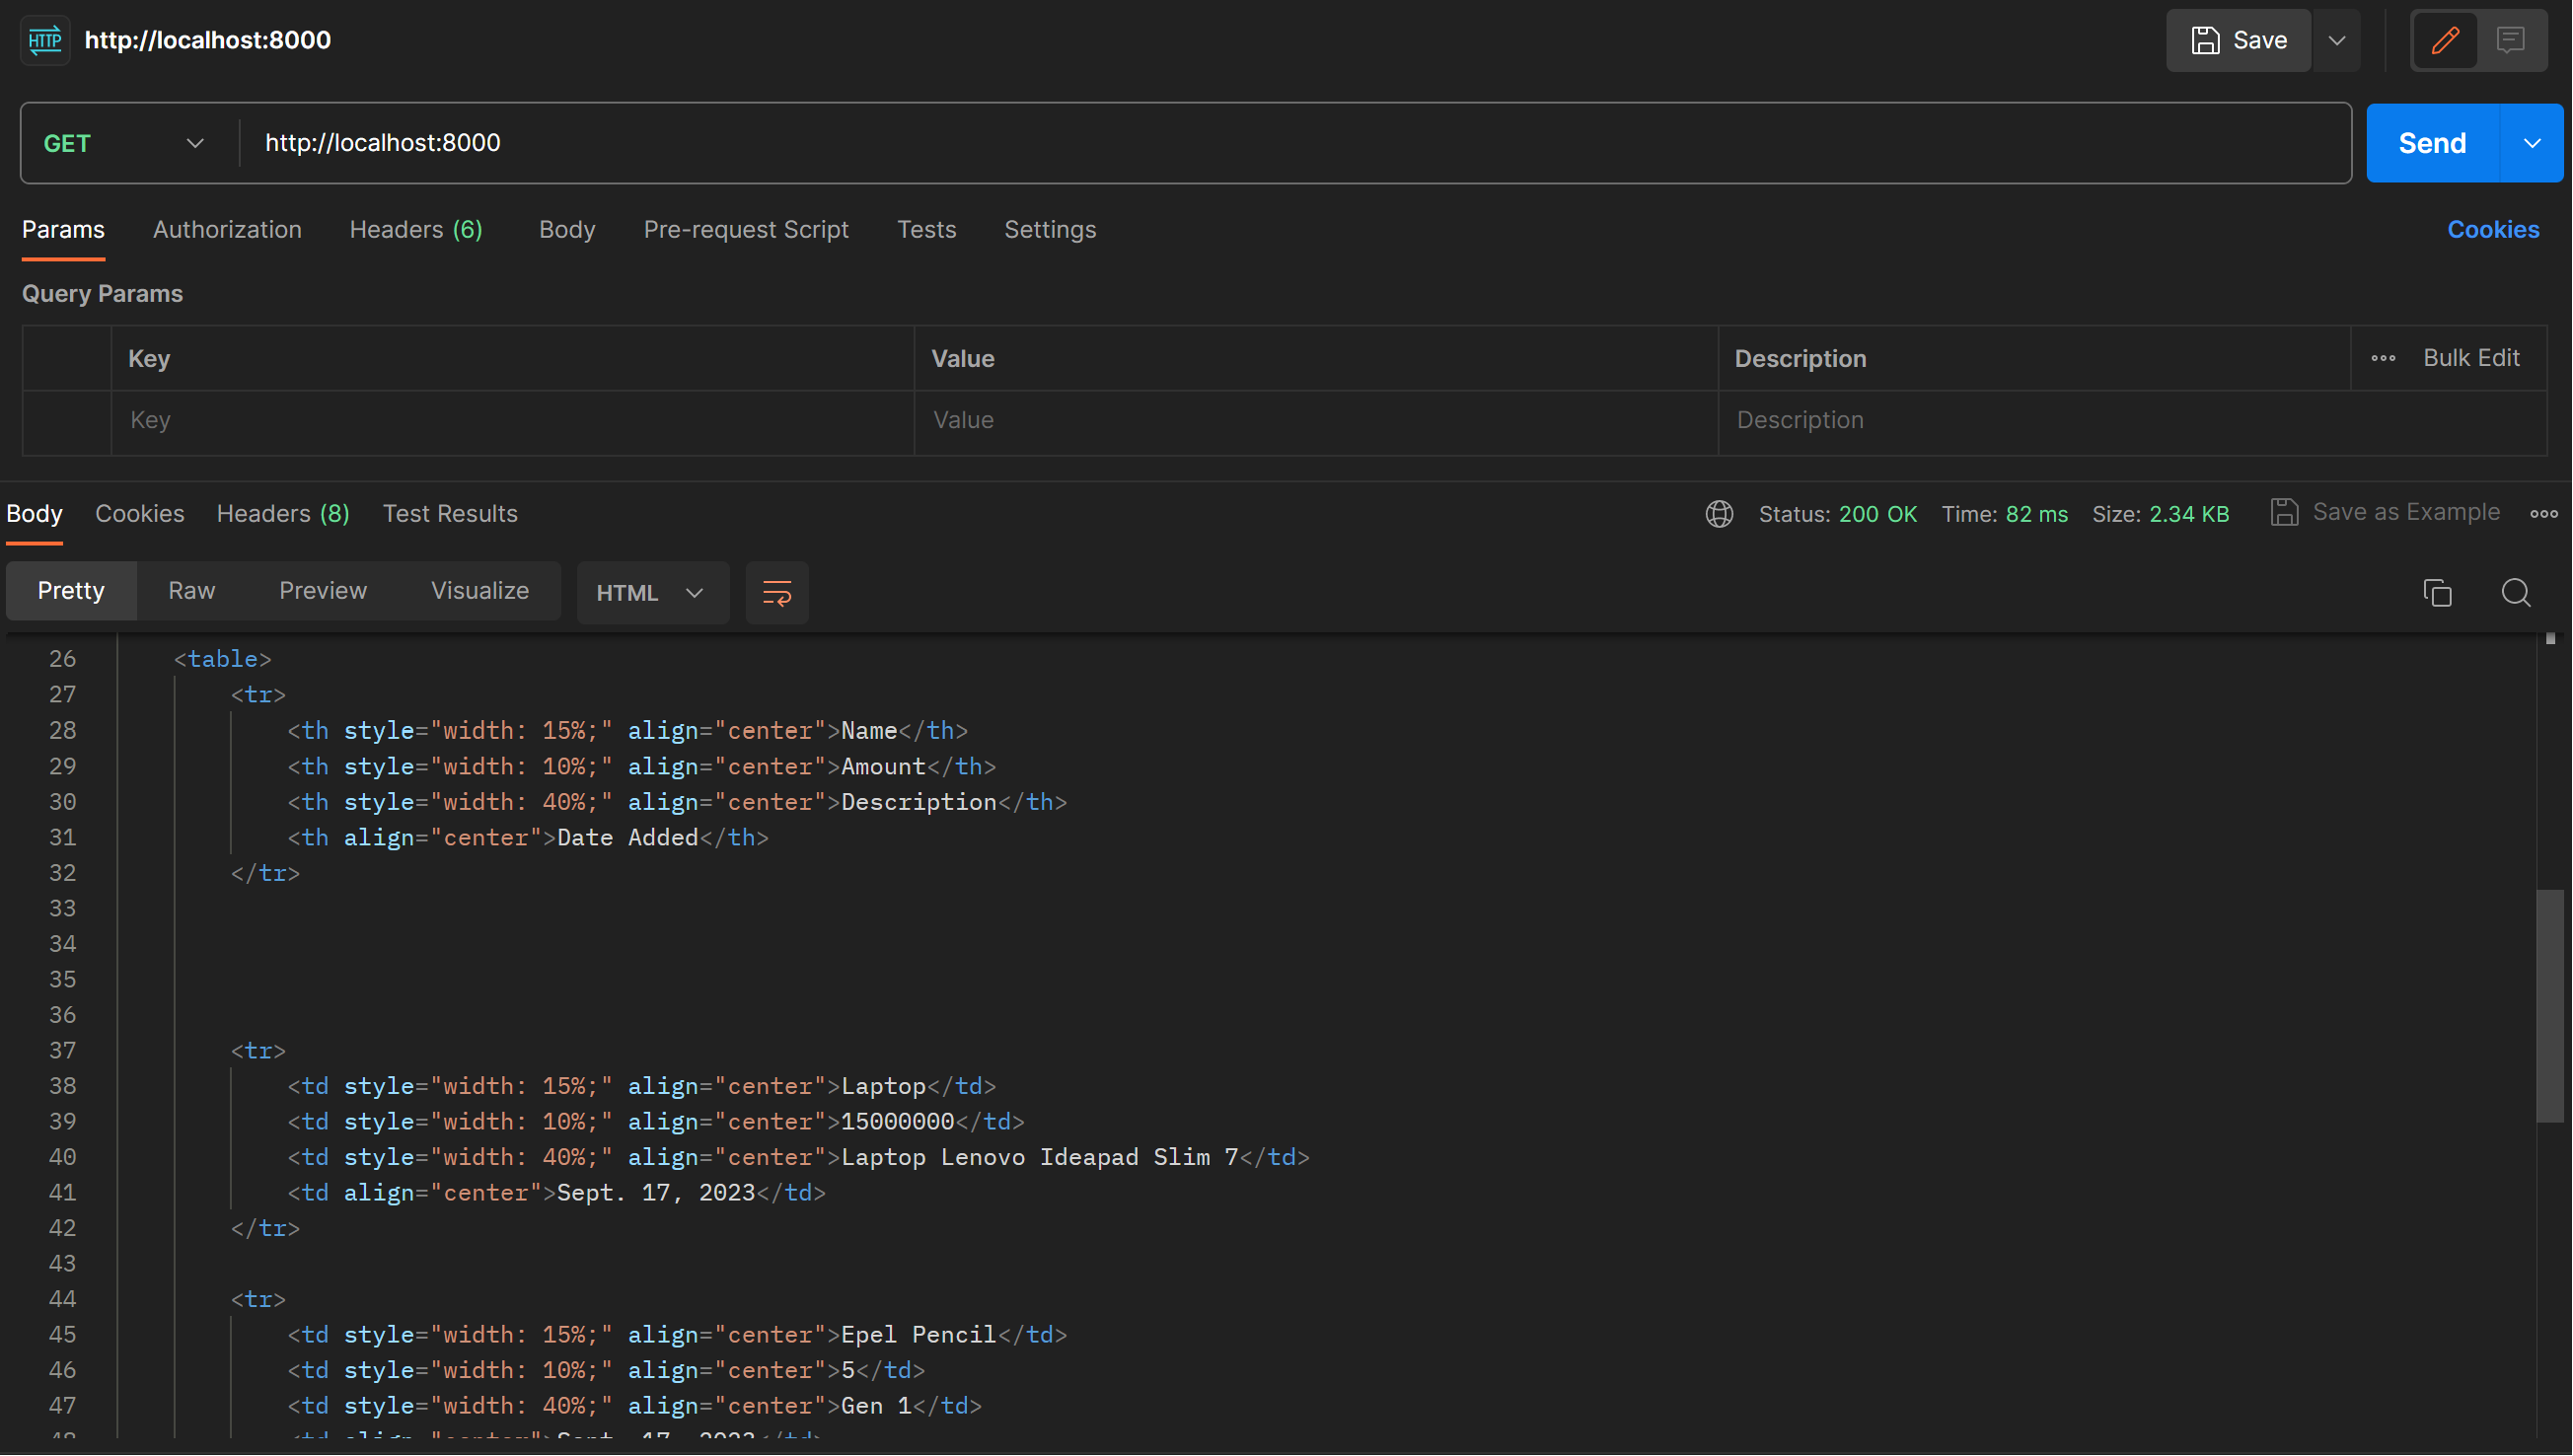 HTTP http://localhost:8000 Save
GET http://localhost:8000 Send
Params Authorization Headers (6) Body Pre-request Script Tests Settings Cookies
Query Params
Key Value Description Bulk Edit
Key Value Description
Body Cookies Headers (8) Test Results Status: 200 OK Time: 82 ms Size: 2.34 KB Save as Example
Pretty Raw Preview Visualize HTML
26 <table>
27 <tr>
28 <th style="width: 15%;" align="center">Name</th>
29 <th style="width: 10%;" align="center">Amount</th>
30 <th style="width: 40%;" align="center">Description</th>
31 <th align="center">Date Added</th>
32 </tr>
33
34
35
36
37 <tr>
38 <td style="width: 15%;" align="center">Laptop</td>
39 <td style="width: 10%;" align="center">15000000</td>
40 <td style="width: 40%;" align="center">Laptop Lenovo Ideapad Slim 7</td>
41 <td align="center">Sept. 17, 2023</td>
42 </tr>
43
44 <tr>
45 <td style="width: 15%;" align="center">Epel Pencil</td>
46 <td style="width: 10%;" align="center">5</td>
47 <td style="width: 40%;" align="center">Gen 1</td>
48 <td align="center">Sept. 17, 2023</td>